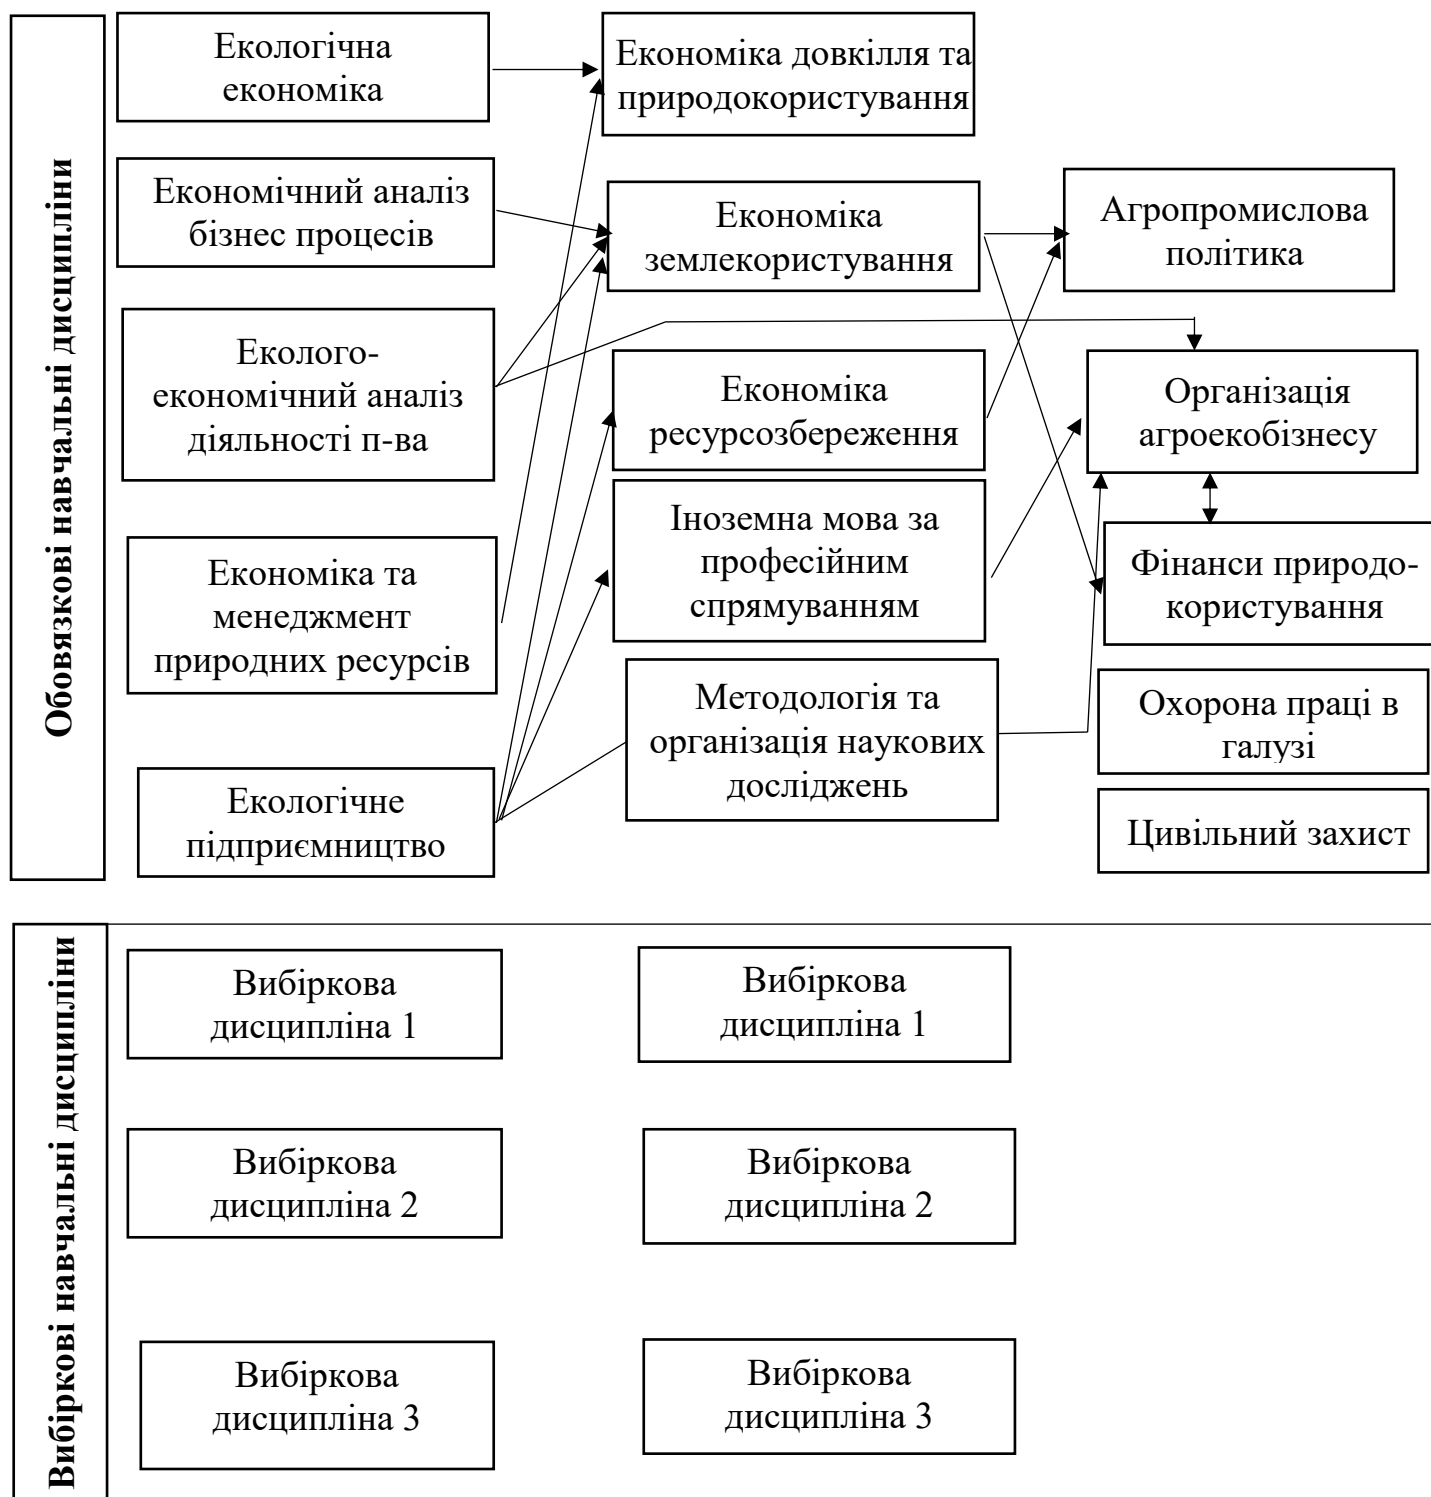 Обовязкові навчальні дисципліни
Екологічна
економіка
Економічний аналіз
бізнес процесів
Еколого-
економічний аналіз
діяльності п-ва
Економіка та
менеджмент
природних ресурсів
Екологічне
підприємництво
Економіка довкілля та
природокористування
Економіка
землекористування
Економіка
ресурсозбереження
Іноземна мова за
професійним
спрямуванням
Методологія та
організація наукових
досліджень
Агропромислова
політика
Організація
агроекобізнесу
Фінанси природо-
користування
Охорона праці в
галузі
Цивільний захист
Вибіркові навчальні дисципліни
Вибіркова
дисципліна 1
Вибіркова
дисципліна 2
Вибіркова
дисципліна 3
Вибіркова
дисципліна 1
Вибіркова
дисципліна 2
Вибіркова
дисципліна 3